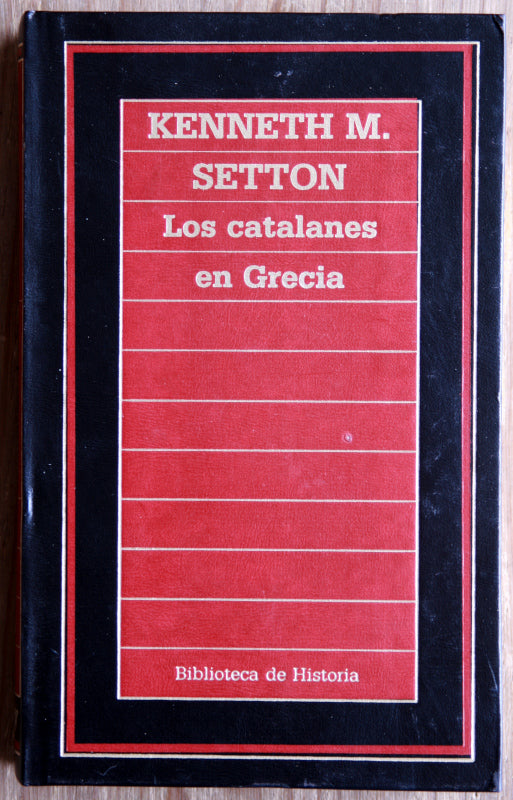 KENNETH M.
SETTON
Los catalanes
en Grecia
Biblioteca de Historia